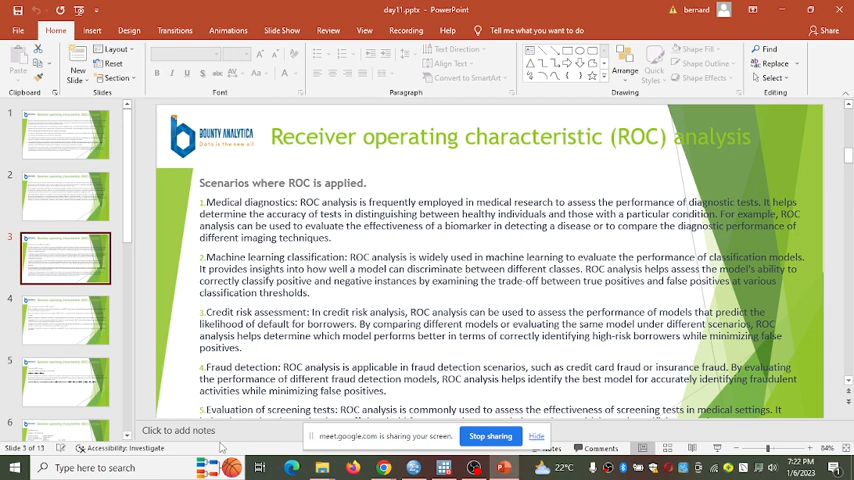 day11.pptx - PowerPoint
bernard
File Home Insert Design Transitions Animations Slide Show Review View Recording Help Tell me what you want to do Share
Paste
New Slide
Layout
Reset
Section
B I U S abc AV Aa A
Text Direction
Align Text
Convert to SmartArt
Arrange
Quick Styles
Shape Fill
Shape Outline
Shape Effects
Find
Replace
Select
Clipboard Slides Font Paragraph Drawing Editing
1
2
3
4
5
6
BOUNTY ANALYTICA
Data is the new oil
Receiver operating characteristic (ROC) analysis
Scenarios where ROC is applied.
1.Medical diagnostics: ROC analysis is frequently employed in medical research to assess the performance of diagnostic tests. It helps
determine the accuracy of tests in distinguishing between healthy individuals and those with a particular condition. For example, ROC
analysis can be used to evaluate the effectiveness of a biomarker in detecting a disease or to compare the diagnostic performance of
different imaging techniques.
2.Machine learning classification: ROC analysis is widely used in machine learning to evaluate the performance of classification models.
It provides insights into how well a model can discriminate between different classes. ROC analysis helps assess the model's ability to
correctly classify positive and negative instances by examining the trade-off between true positives and false positives at various
classification thresholds.
3.Credit risk assessment: In credit risk analysis, ROC analysis can be used to assess the performance of models that predict the
likelihood of default for borrowers. By comparing different models or evaluating the same model under different scenarios, ROC
analysis helps determine which model performs better in terms of correctly identifying high-risk borrowers while minimizing false
positives.
4.Fraud detection: ROC analysis is applicable in fraud detection scenarios, such as credit card fraud or insurance fraud. By evaluating
the performance of different fraud detection models, ROC analysis helps identify the best model for accurately identifying fraudulent
activities while minimizing false positives.
5.Evaluation of screening tests: ROC analysis is commonly used to assess the effectiveness of screening tests in medical settings. It
Click to add notes
meet.google.com is sharing your screen. Stop sharing Hide
Slide 3 of 13 Accessibility: Investigate Notes Comments 84%
Type here to search
22°C
7:22 PM
1/6/2023